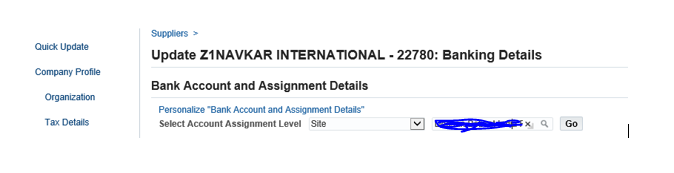 Suppliers >
Quick Update
Update Z1NAVKAR INTERNATIONAL - 22780: Banking Details
Company Profile
Bank Account and Assignment Details
Organization
Personalize "Bank Account and Assignment Details"
Tax Details
Select Account Assignment Level Site Go